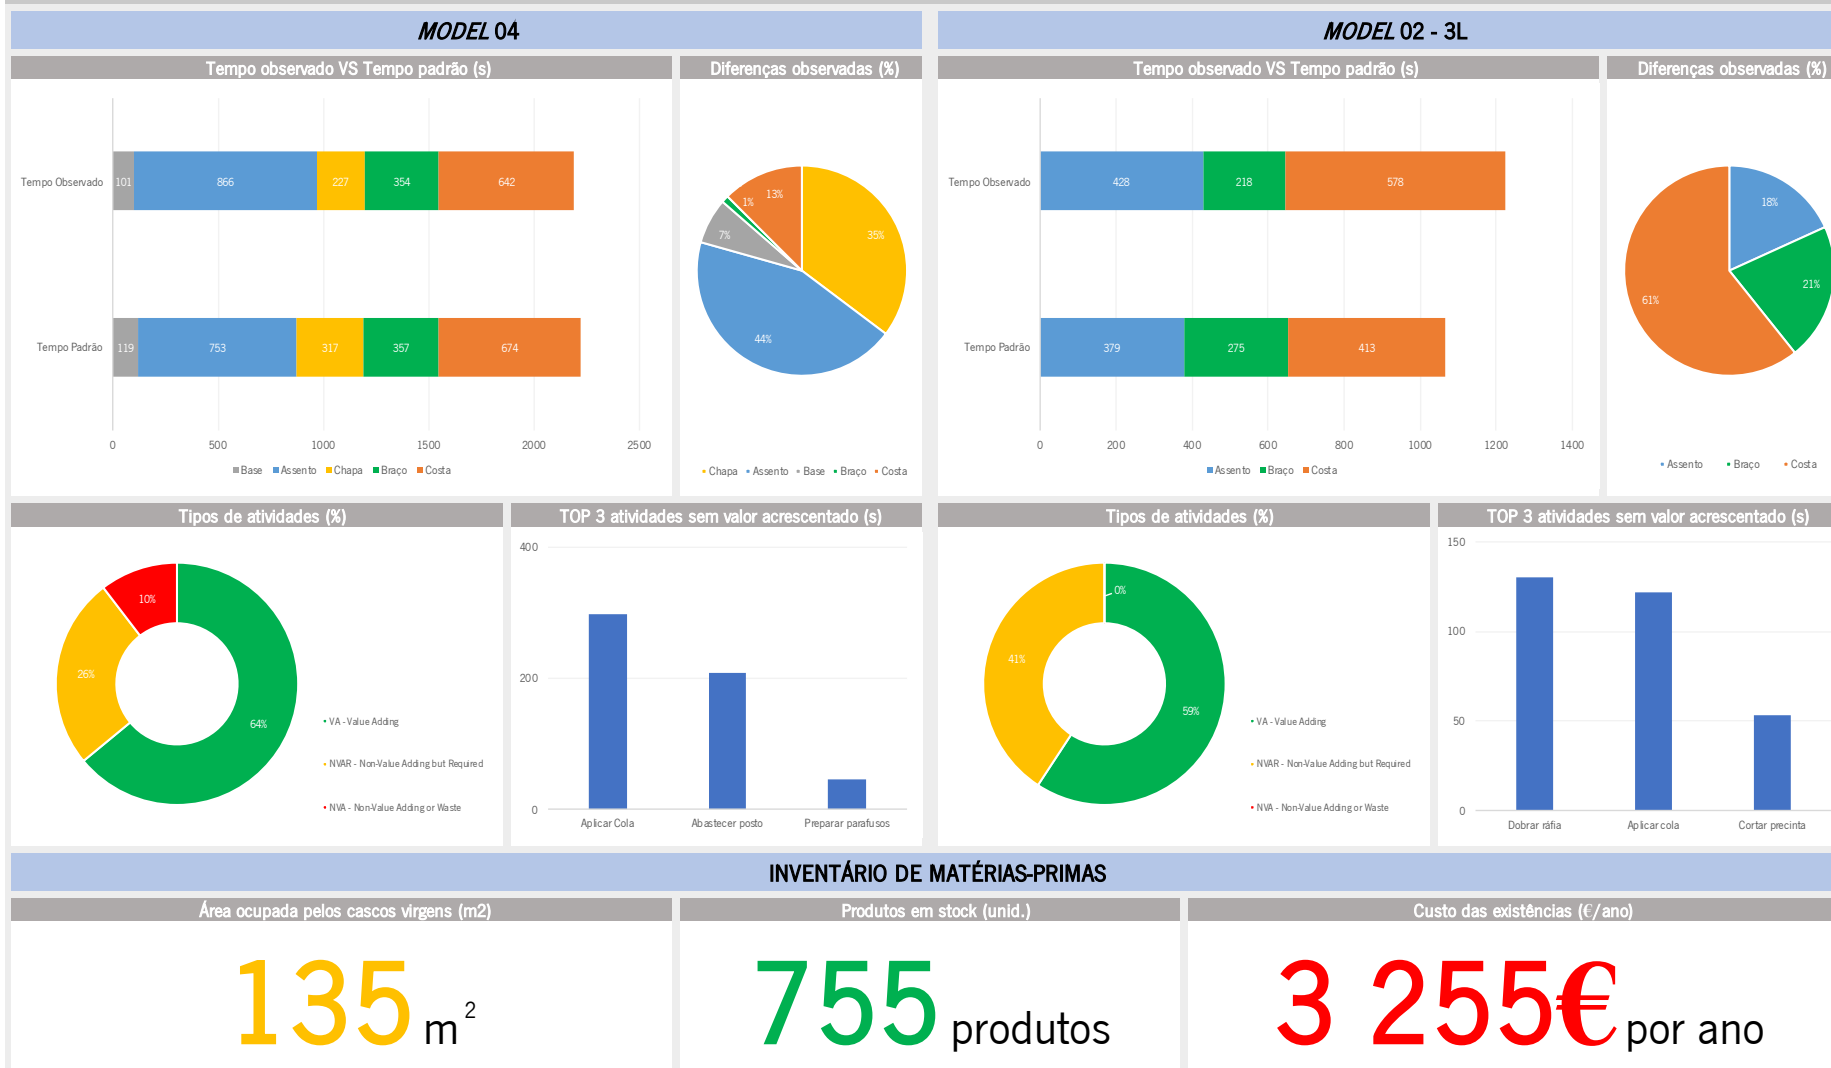 MODEL 04
Tempo observado VS Tempo padrão (s)
Tempo Observado
101
866
227
354
642
Tempo Padrão
119
753
317
357
674
0
500
1000
1500
2000
2500
Base
Assento
Chapa
Braço
Costa
Diferenças observadas (%)
13%
1%
7%
35%
44%
Chapa
Assento
Base
Braço
Costa
MODEL 02 - 3L
Tempo observado VS Tempo padrão (s)
Tempo Observado
428
218
578
Tempo Padrão
379
275
413
0
200
400
600
800
1000
1200
1400
Assento
Braço
Costa
Diferenças observadas (%)
18%
21%
61%
Assento
Braço
Costa
Tipos de atividades (%)
10%
26%
64%
VA - Value Adding
NVAR - Non-Value Adding but Required
NVA - Non-Value Adding or Waste
TOP 3 atividades sem valor acrescentado (s)
400
200
0
Aplicar Cola
Abastecer posto
Preparar parafusos
Tipos de atividades (%)
0%
41%
59%
VA - Value Adding
NVAR - Non-Value Adding but Required
NVA - Non-Value Adding or Waste
TOP 3 atividades sem valor acrescentado (s)
150
100
50
0
Dobrar ráfia
Aplicar cola
Cortar precinta
INVENTÁRIO DE MATÉRIAS-PRIMAS
Área ocupada pelos cascos virgens (m2)
135 m²
Produtos em stock (unid.)
755 produtos
Custo das existências (€/ano)
3 255€ por ano